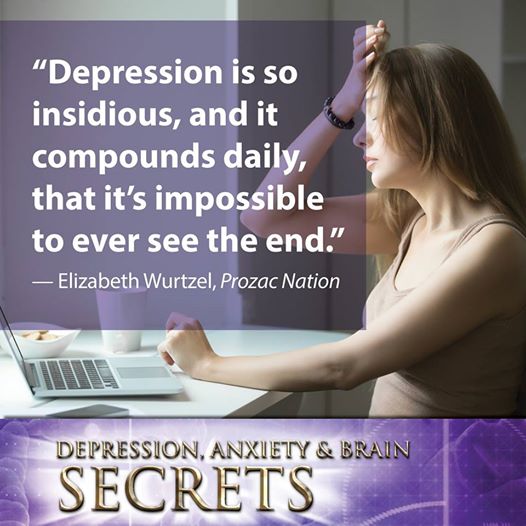 “Depression is so
insidious, and it
compounds daily,
that it’s impossible
to ever see the end.”
— Elizabeth Wurtzel, Prozac Nation
DEPRESSION, ANXIETY & BRAIN
SECRETS